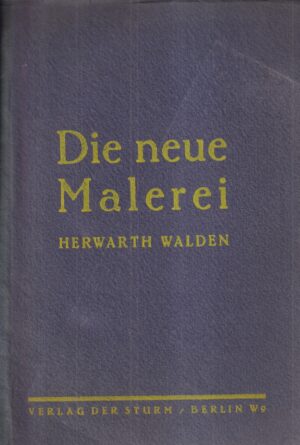 Die neue
Malerei
HERWARTH WALDEN
VERLAG DER STURM / BERLIN W9